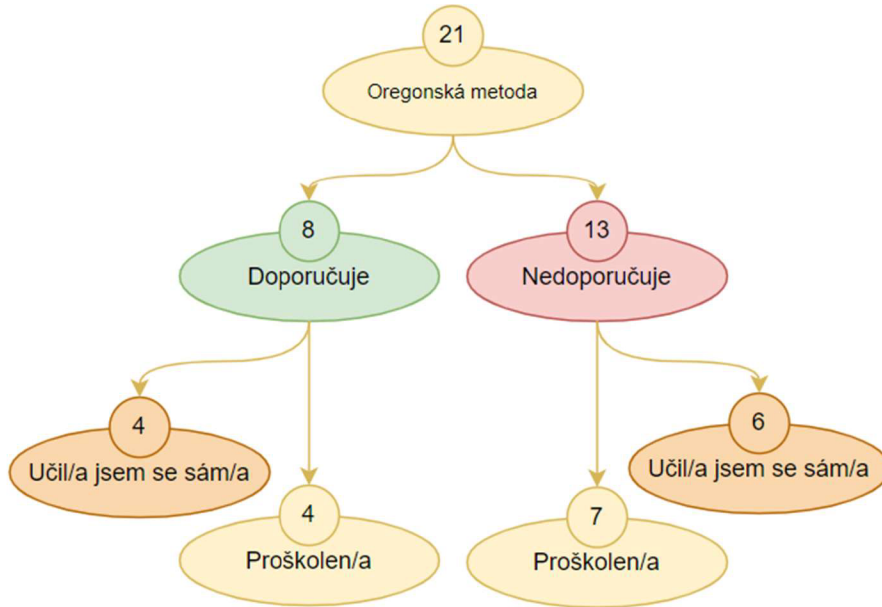 21
Oregonská metoda
8
Doporučuje
13
Nedoporučuje
4
Učil/a jsem se sám/a
4
Proškolen/a
7
Proškolen/a
6
Učil/a jsem se sám/a